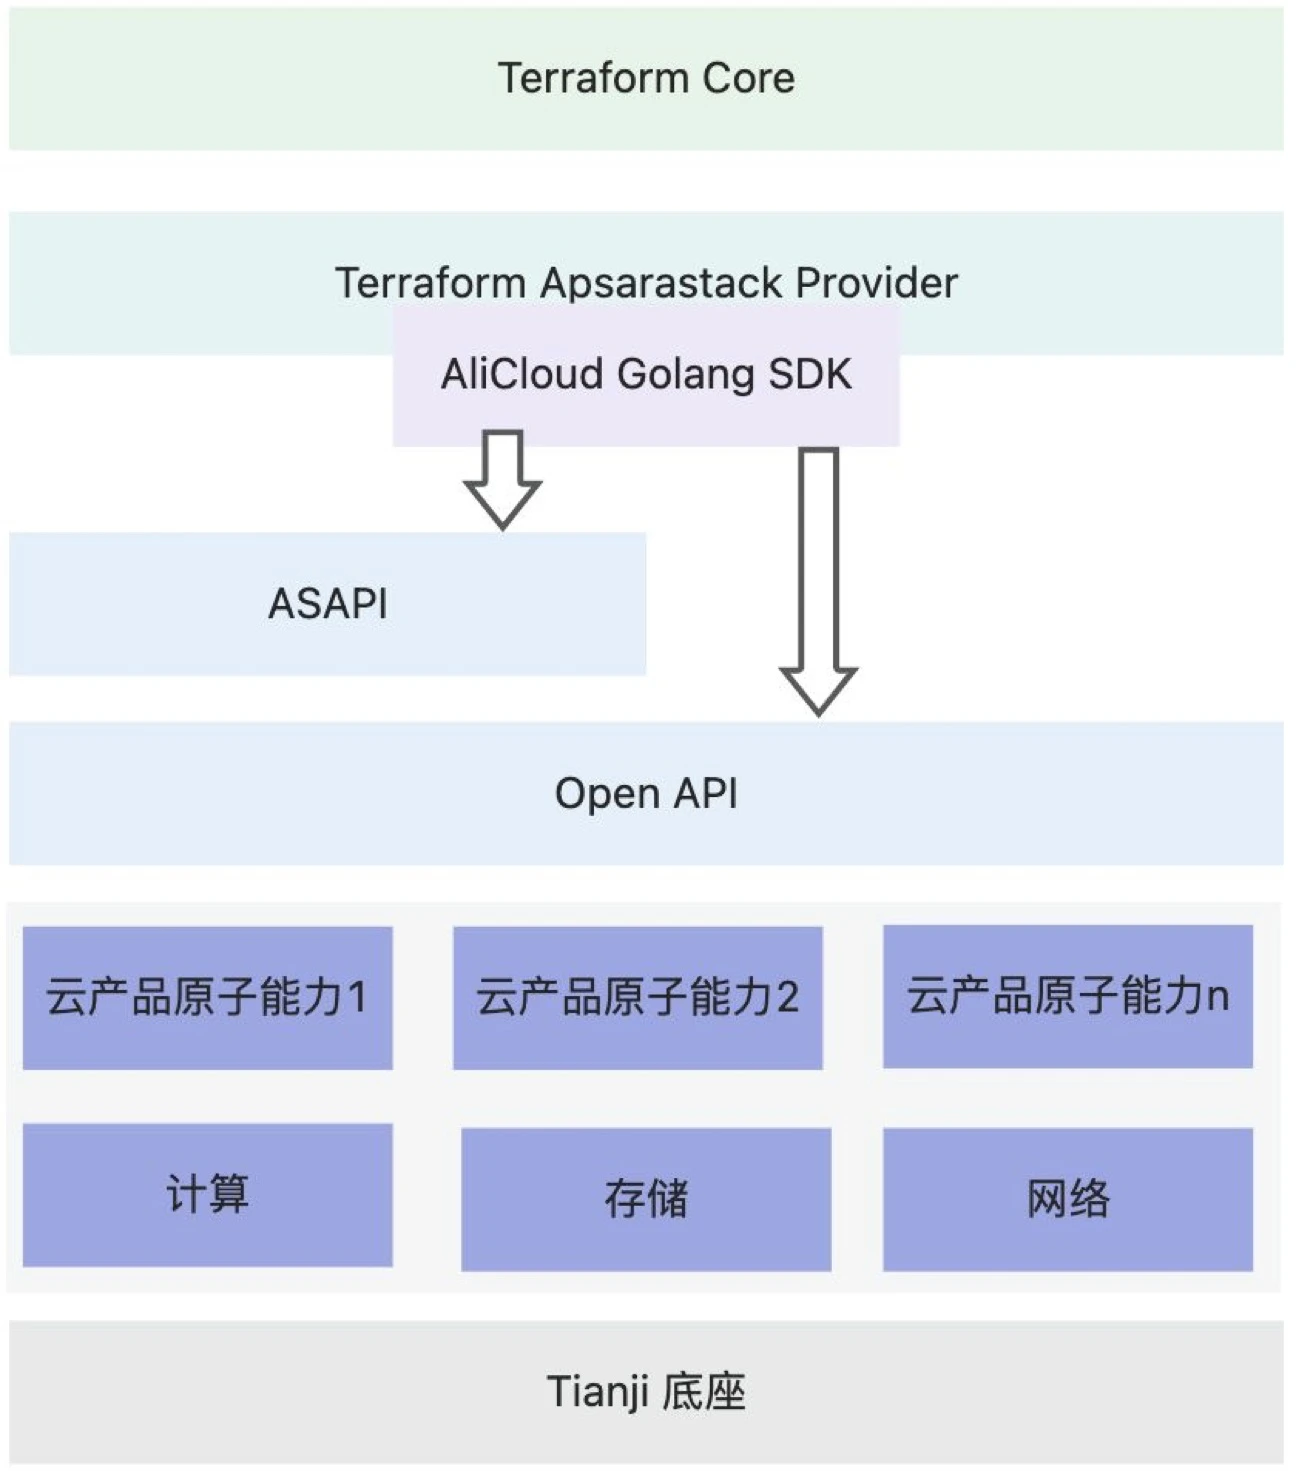 Terraform Core
Terraform Apsarastack Provider
AliCloud Golang SDK
ASAPI
Open API
云产品原子能力1
云产品原子能力2
云产品原子能力n
计算
存储
网络
Tianji 底座